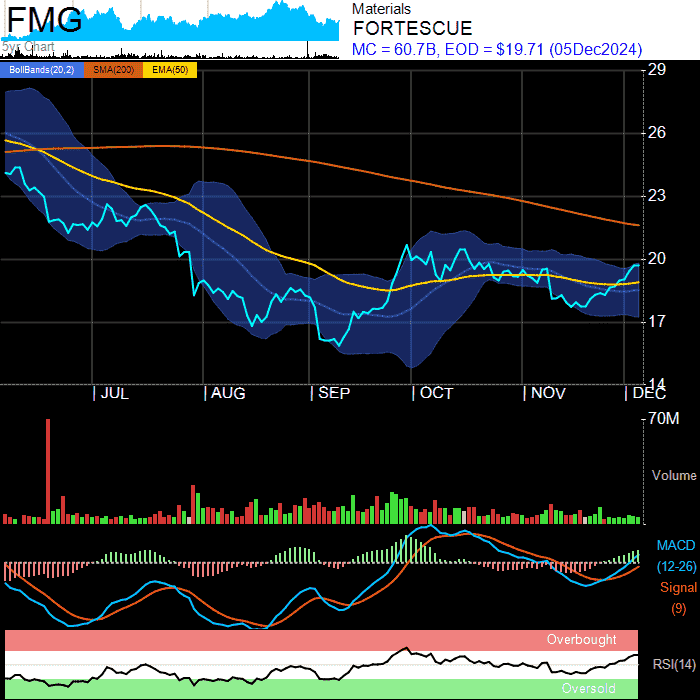 FMG
5yr Chart
Materials
FORTESCUE
MC = 60.7B, EOD = $19.71 (05Dec2024)
BollBands(20,2) SMA(200) EMA(50)
29
26
23
20
17
14
JUL AUG SEP OCT NOV DEC
70M
Volume
MACD
(12-26)
Signal
(9)
Overbought
RSI(14)
Oversold